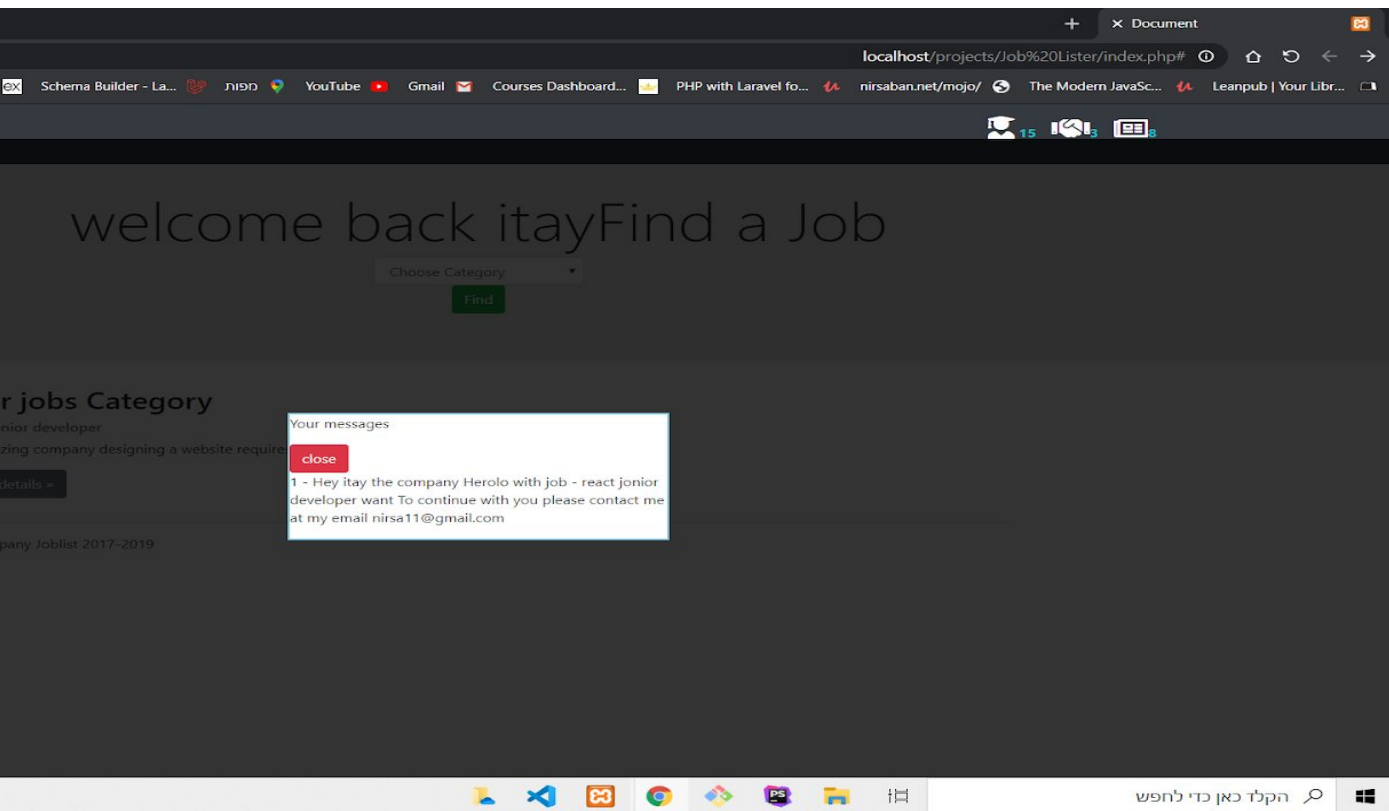 Document
localhost/projects/Job%20Lister/index.php#
ex Schema Builder - La... מפות YouTube Gmail Courses Dashboard... PHP with Laravel fo... nirsaban.net/mojo/ The Modern JavaSc... Leanpub | Your Libr...
15 3 8
welcome back itayFind a Job
Choose Category
Find
r jobs Category
nior developer
zing company designing a website require
details »
Your messages
close
1 - Hey itay the company Herolo with job - react jonior
developer want To continue with you please contact me
at my email nirsa11@gmail.com
pany Joblist 2017-2019
PS
הקלד כאן כדי לחפש